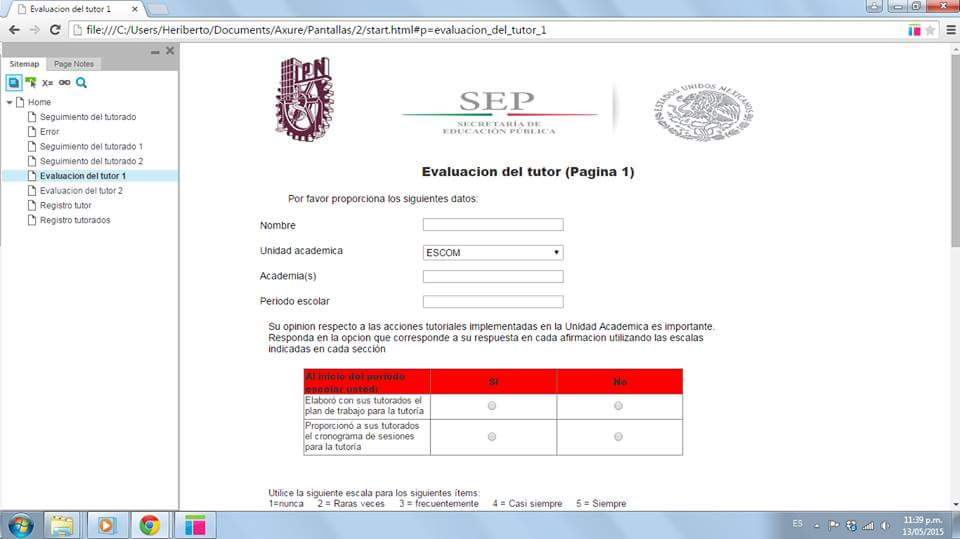 Evaluacion del tutor 1
file:///C:/Users/Heriberto/Documents/Axure/Pantallas/2/start.html#p=evaluacion_del_tutor_1
Sitemap
Page Notes
X=
Home
Seguimiento del tutorado
Error
Seguimiento del tutorado 1
Seguimiento del tutorado 2
Evaluacion del tutor 1
Evaluacion del tutor 2
Registro tutor
Registro tutorados
IPN
SEP
SECRETARÍA DE
EDUCACIÓN PÚBLICA
ESTADOS UNIDOS MEXICANOS
Evaluacion del tutor (Pagina 1)
Por favor proporciona los siguientes datos:
Nombre
Unidad academica
ESCOM
Academia(s)
Periodo escolar
Su opinion respecto a las acciones tutoriales implementadas en la Unidad Academica es importante.
Responda en la opcion que corresponde a su respuesta en cada afirmacion utilizando las escalas
indicadas en cada sección
Al inicio del periodo
escolar usted:
Si
No
Elaboró con sus tutorados el
plan de trabajo para la tutoría
Proporcionó a sus tutorados
el cronograma de sesiones
para la tutoría
Utilice la siguiente escala para los siguientes ítems:
1=nunca 2 = Raras veces 3 = frecuentemente 4 = Casi siempre 5 = Siempre
ES
11:39 p.m.
13/05/2015